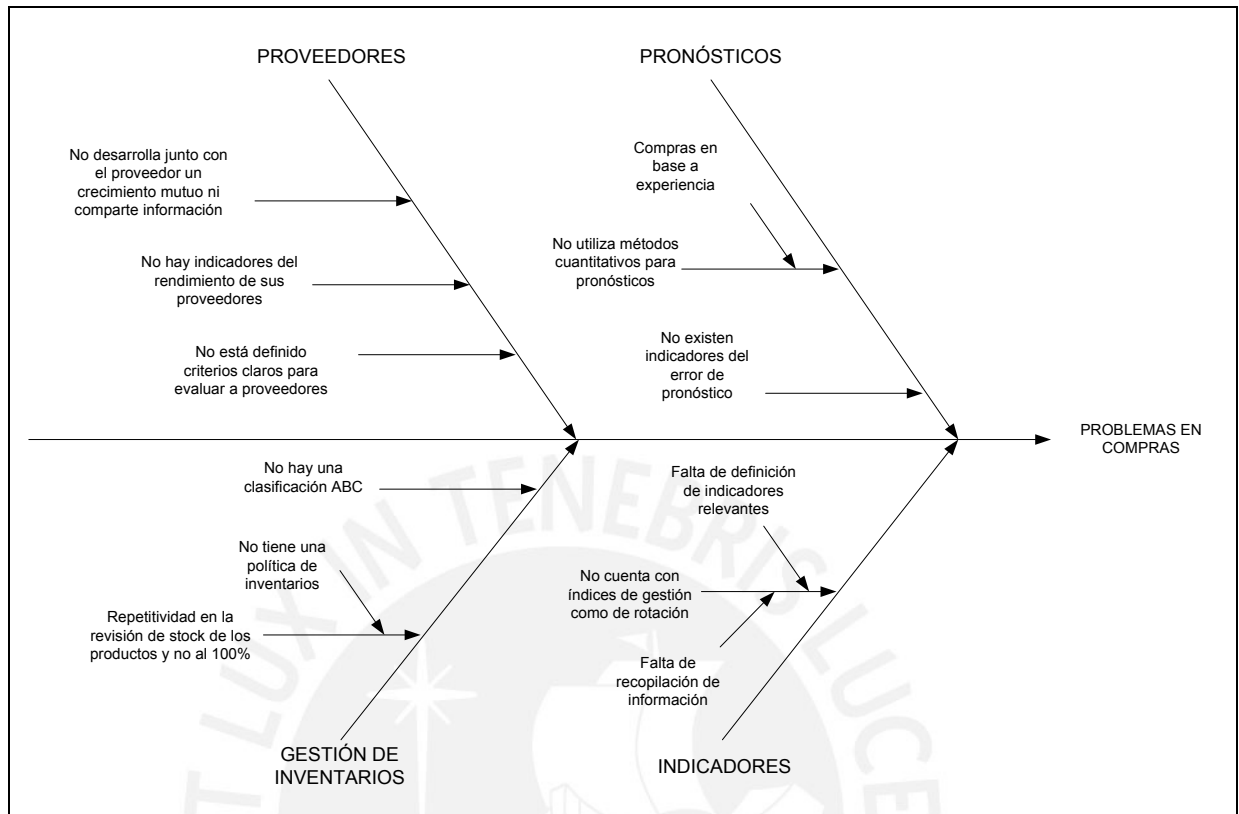 PROVEEDORES
PRONÓSTICOS
No desarrolla junto con
el proveedor un
crecimiento mutuo ni
comparte información
Compras en
base a
experiencia
No hay indicadores del
rendimiento de sus
proveedores
No utiliza métodos
cuantitativos para
pronósticos
No está definido
criterios claros para
evaluar a proveedores
No existen
indicadores del
error de
pronóstico
PROBLEMAS EN
COMPRAS
No hay una
clasificación ABC
Falta de definición
de indicadores
relevantes
No tiene una
política de
inventarios
No cuenta con
índices de gestión
como de rotación
Repetitividad en la
revisión de stock de los
productos y no al 100%
Falta de
recopilación de
información
GESTIÓN DE
INVENTARIOS
INDICADORES
ET LUX IN TENEBRIS LUCET